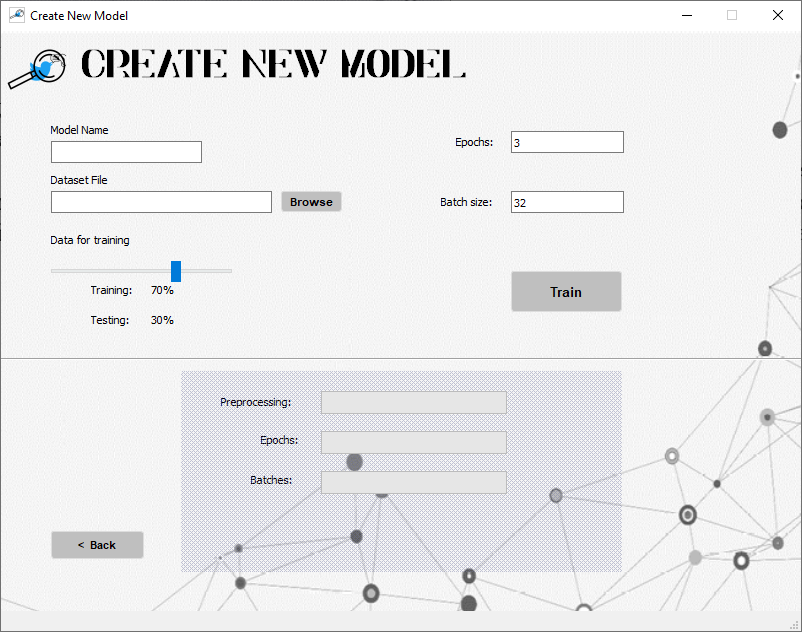 Create New Model
CREATE NEW MODEL
Model Name
Epochs: 3
Dataset File
Browse
Batch size: 32
Data for training
Training: 70%
Train
Testing: 30%
Preprocessing:
Epochs:
Batches:
< Back